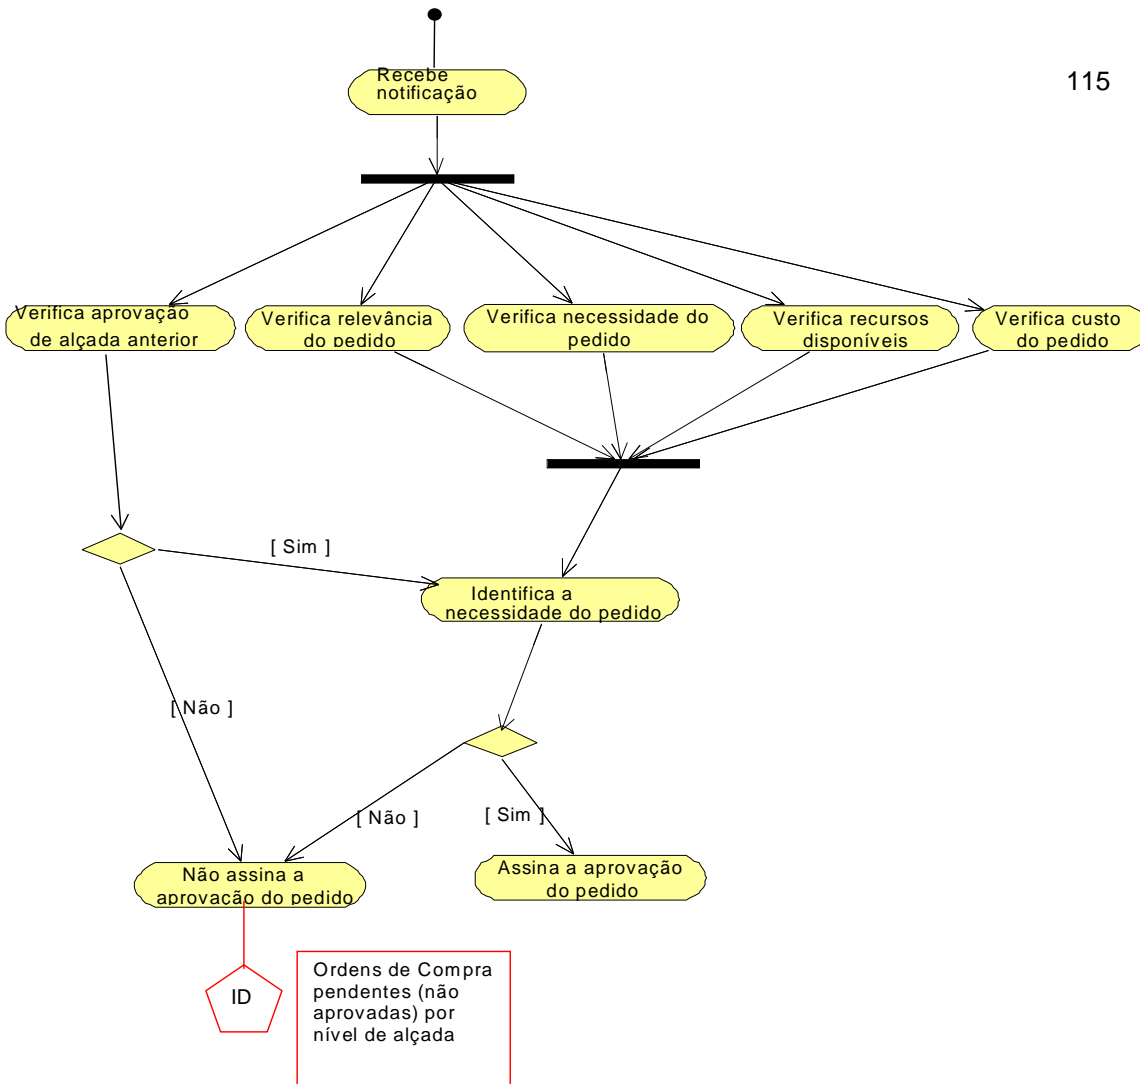 115
Recebe
notificação
Verifica aprovação
de alçada anterior
Verifica relevância
do pedido
Verifica necessidade do
pedido
Verifica recursos
disponíveis
Verifica custo
do pedido
[ Sim ]
Identifica a
necessidade do pedido
[ Não ]
[ Não ]
[ Sim ]
Não assina a
aprovação do pedido
Assina a aprovação
do pedido
ID
Ordens de Compra
pendentes (não
aprovadas) por
nível de alçada